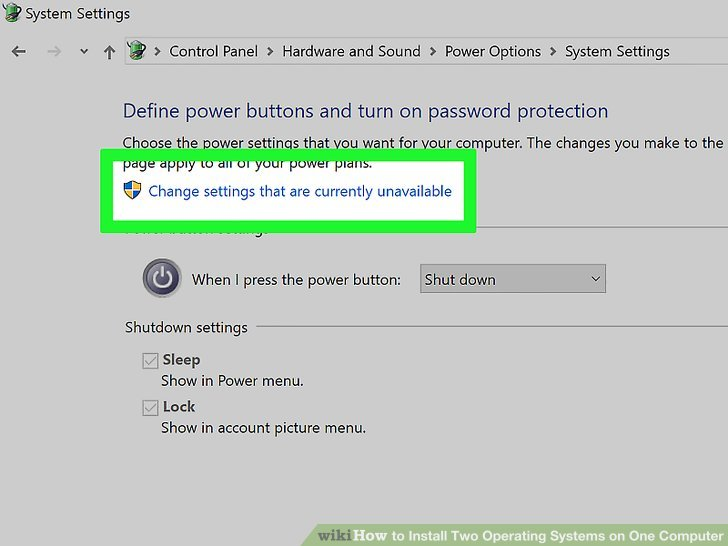 System Settings
Control Panel > Hardware and Sound > Power Options > System Settings
Define power buttons and turn on password protection
Choose the power settings that you want for your computer. The changes you make to the
page apply to all of your power plans.
Change settings that are currently unavailable
Power button settings
When I press the power button: Shut down
Shutdown settings
Sleep
Show in Power menu.
Lock
Show in account picture menu.
wikiHow to Install Two Operating Systems on One Computer